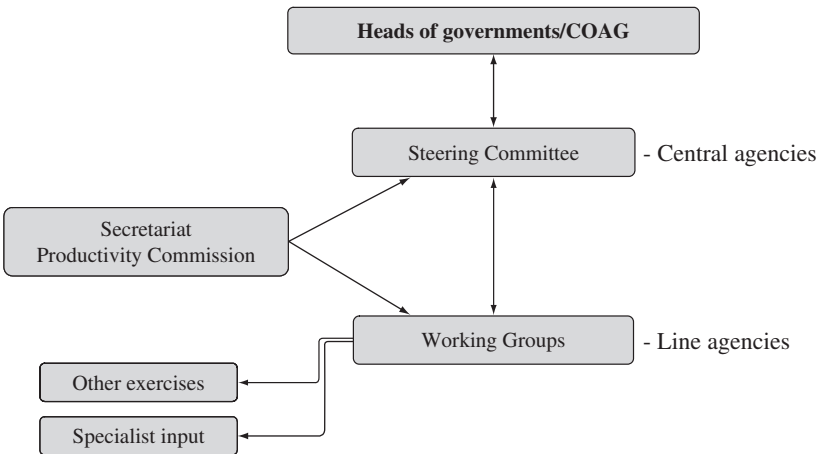 Heads of governments/COAG
Steering Committee
- Central agencies
Secretariat
Productivity Commission
Working Groups
- Line agencies
Other exercises
Specialist input